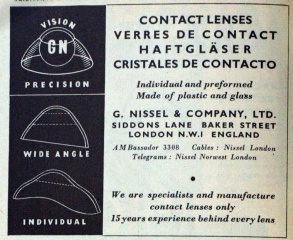 VISION
GN
PRECISION
WIDE ANGLE
INDIVIDUAL
CONTACT LENSES
VERRES DE CONTACT
HAFTGLÄSER
CRISTALES DE CONTACTO
Individual and preformed
Made of plastic and glass
G. NISSEL & COMPANY, LTD.
SIDDONS LANE BAKER STREET
LONDON N.W.I ENGLAND
AMBassador 3308 Cables : Nissel London
Telegrams : Nissel Norwest London
We are specialists and manufacture
contact lenses only
15 years experience behind every lens